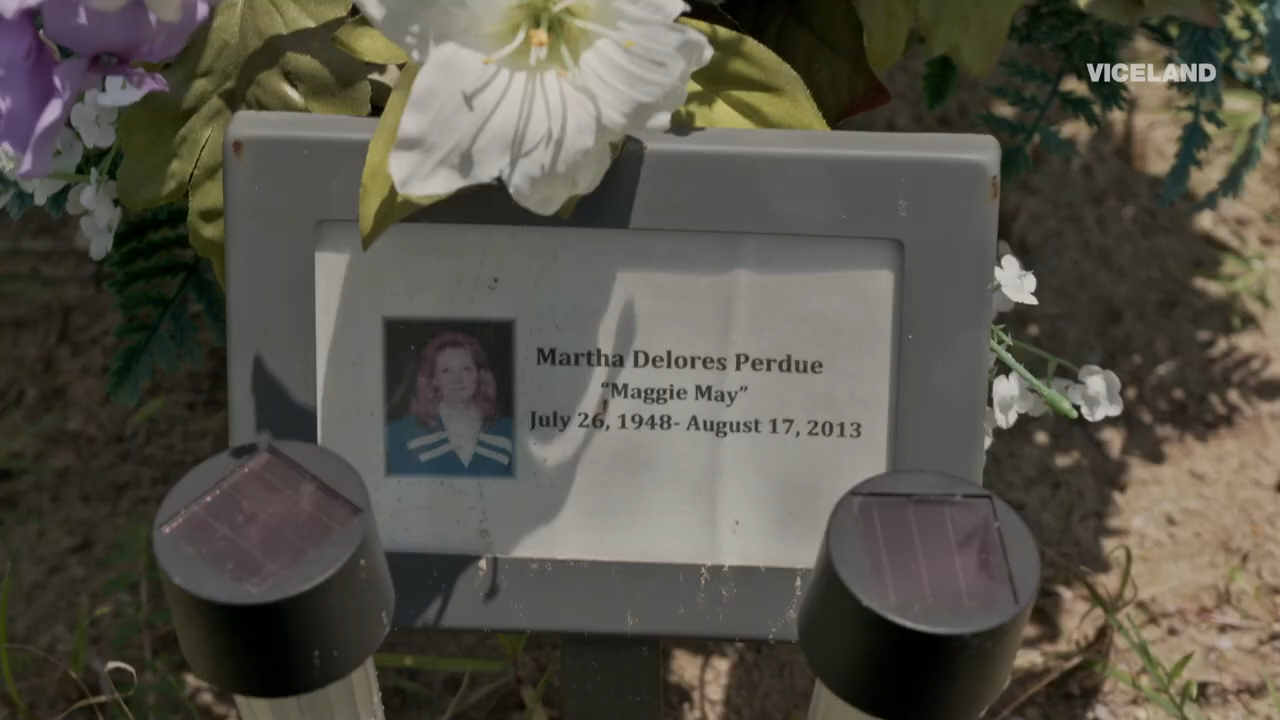 VICELAND
Martha Delores Perdue
“Maggie May”
July 26, 1948- August 17, 2013